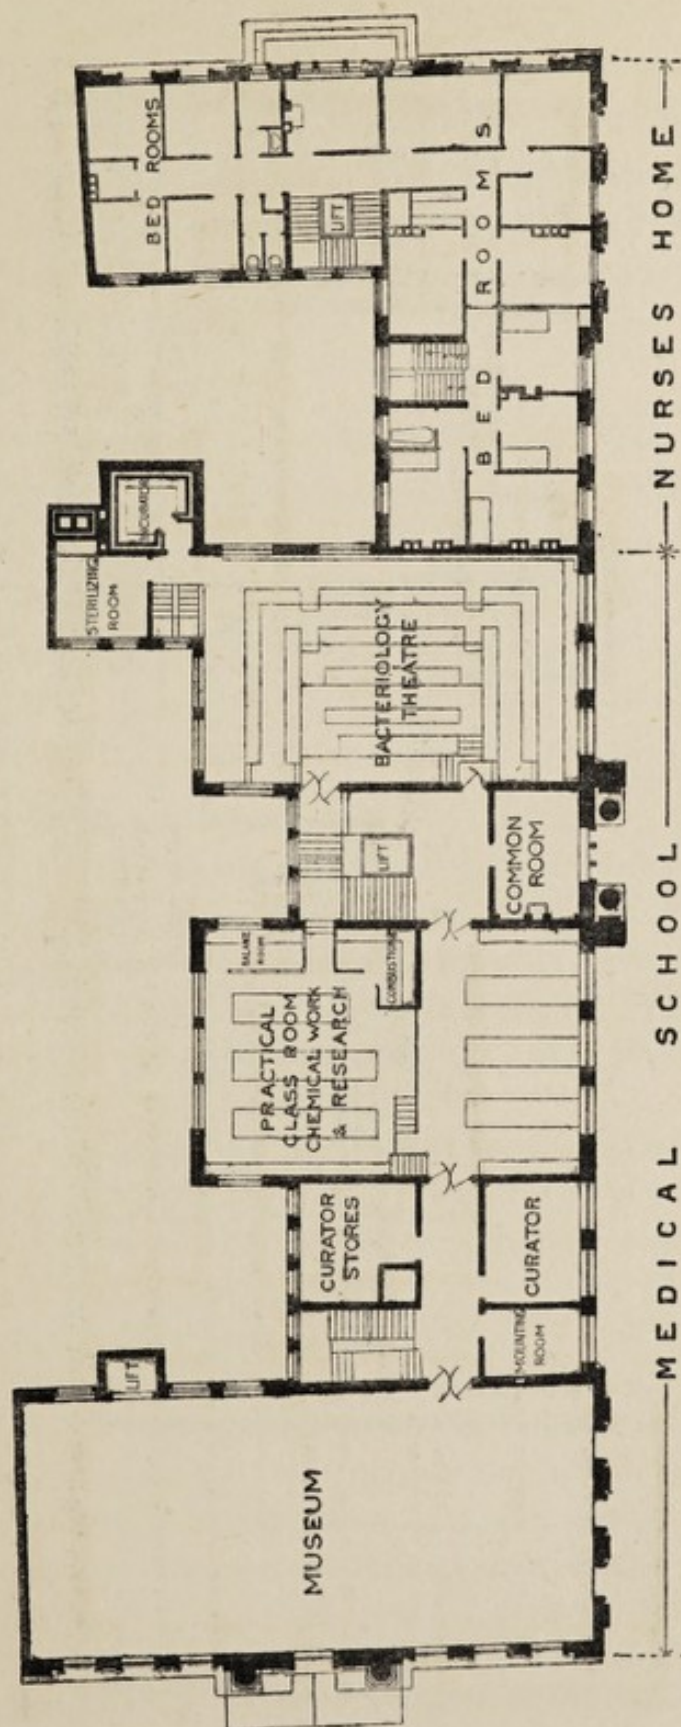 BED ROOMS
LIFT
BED ROOMS
NURSES HOME
STERILIZING
ROOM
BACTERIOLOGY
THEATRE
LIFT
COMMON
ROOM
BALANCE
ROOM
COMBUSTION
PRACTICAL
CLASS ROOM
CHEMICAL WORK
& RESEARCH
CURATOR
STORES
CURATOR
MOUNTING
ROOM
LIFT
MUSEUM
MEDICAL SCHOOL